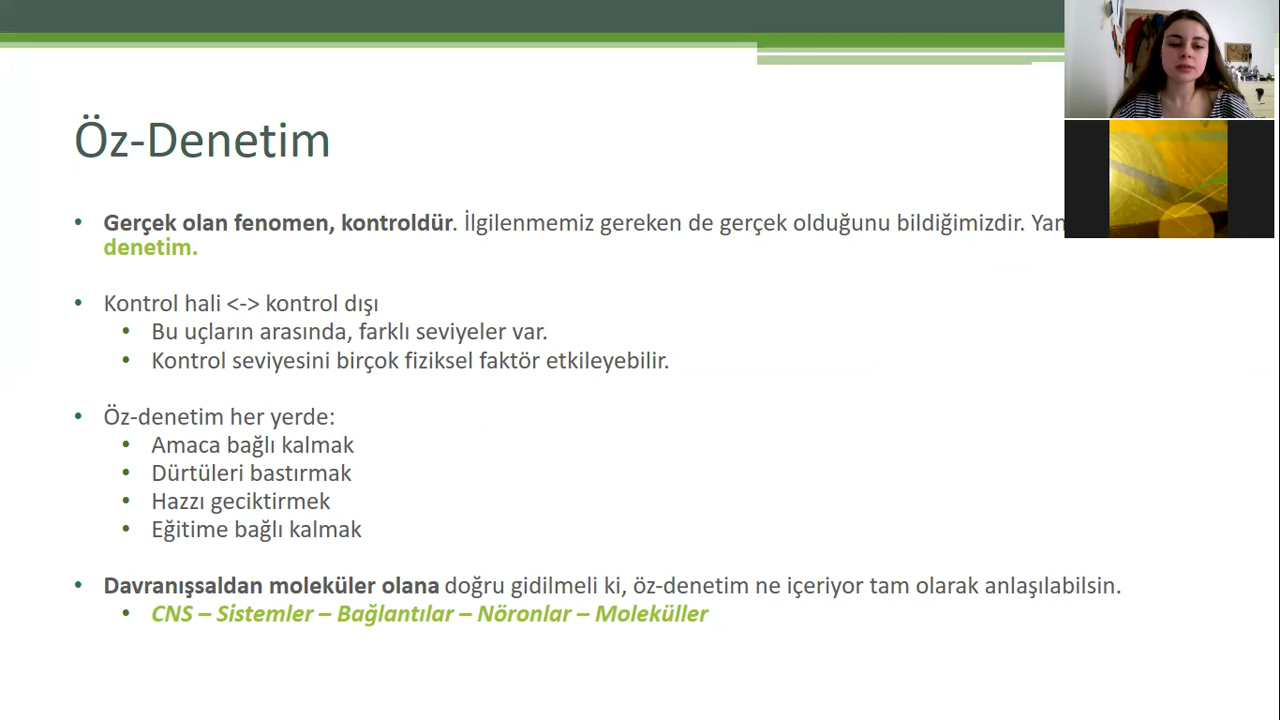 Öz-Denetim
• Gerçek olan fenomen, kontroldür. İlgilenmemiz gereken de gerçek olduğunu bildiğimizdir.
denetim.
• Kontrol hali <-> kontrol dışı
• Bu uçların arasında, farklı seviyeler var.
• Kontrol seviyesini birçok fiziksel faktör etkileyebilir.
• Öz-denetim her yerde:
• Amaca bağlı kalmak
• Dürtüleri bastırmak
• Hazzı geciktirmek
• Eğitime bağlı kalmak
• Davranışsaldan moleküler olana doğru gidilmeli ki, öz-denetim ne içeriyor tam olarak anlaşılabilsin.
• CNS – Sistemler – Bağlantılar – Nöronlar – Moleküller